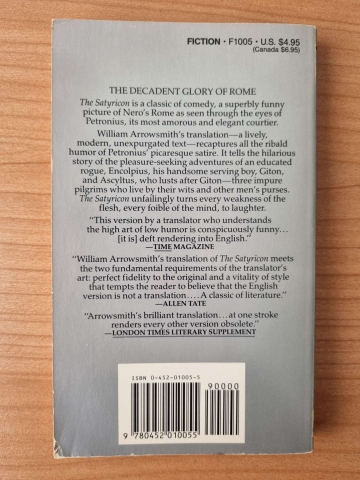 FICTION • F1005 • U.S. $4.95
(Canada $6.95)
THE DECADENT GLORY OF ROME
The Satyricon is a classic of comedy, a superbly funny
picture of Nero's Rome as seen through the eyes of
Petronius, its most amorous and elegant courtier.
William Arrowsmith's translation—a lively,
modern, unexpurgated text—recaptures all the ribald
humor of Petronius' picaresque satire. It tells the hilarious
story of the pleasure-seeking adventures of an educated
rogue, Encolpius, his handsome serving boy, Giton,
and Ascyltus, who lusts after Giton—three impure
pilgrims who live by their wits and other men's purses.
The Satyricon unfailingly turns every weakness of the
flesh, every foible of the mind, to laughter.
"This version by a translator who understands
the high art of low humor is conspicuously funny...
[it is] deft rendering into English."
—TIME MAGAZINE
"William Arrowsmith's translation of The Satyricon meets
the two fundamental requirements of the translator's
art: perfect fidelity to the original and a vitality of style
that tempts the reader to believe that the English
version is not a translation....A classic of literature."
—ALLEN TATE
"Arrowsmith's brilliant translation...at one stroke
renders every other version obsolete."
—LONDON TIMES LITERARY SUPPLEMENT
ISBN 0-452-01005-5
90000
9 780452 010055